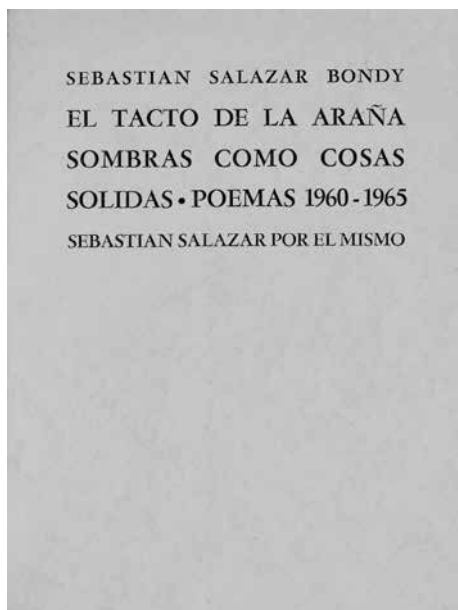 SEBASTIAN SALAZAR BONDY
EL TACTO DE LA ARAÑA
SOMBRAS COMO COSAS
SOLIDAS • POEMAS 1960-1965
SEBASTIAN SALAZAR POR EL MISMO